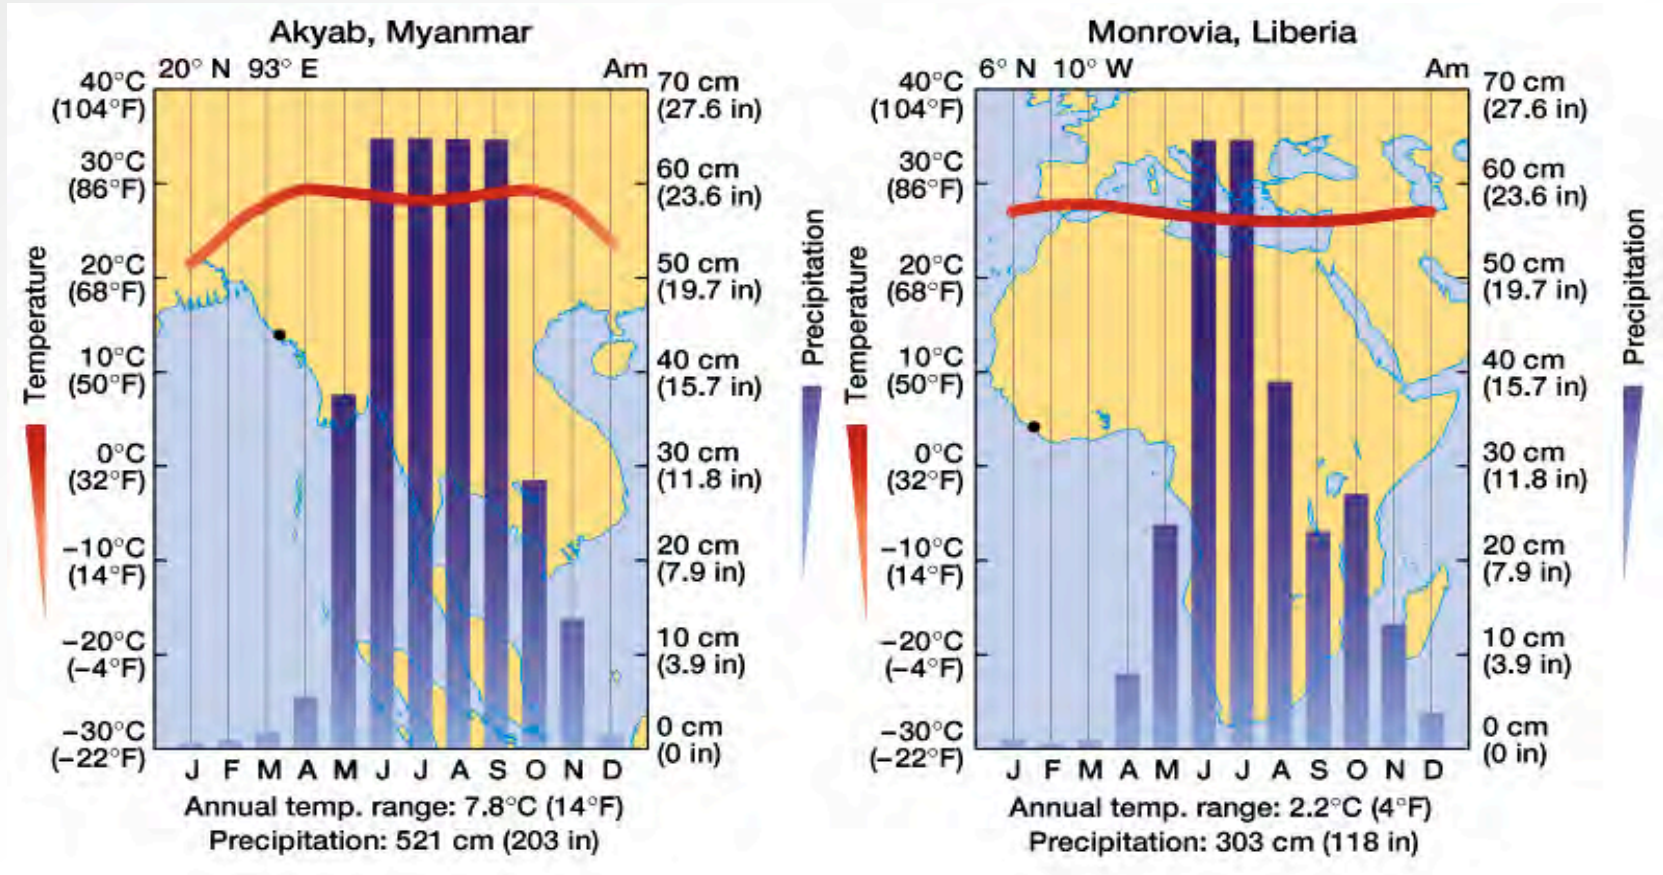 Akyab, Myanmar
20° N 93° E
Am
40°C
(104°F)
30°C
(86°F)
20°C
(68°F)
10°C
(50°F)
0°C
(32°F)
−10°C
(14°F)
−20°C
(−4°F)
−30°C
(−22°F)
Temperature
70 cm
(27.6 in)
60 cm
(23.6 in)
50 cm
(19.7 in)
40 cm
(15.7 in)
30 cm
(11.8 in)
20 cm
(7.9 in)
10 cm
(3.9 in)
0 cm
(0 in)
Precipitation
J F M A M J J A S O N D
Annual temp. range: 7.8°C (14°F)
Precipitation: 521 cm (203 in)
Monrovia, Liberia
6° N 10° W
Am
40°C
(104°F)
30°C
(86°F)
20°C
(68°F)
10°C
(50°F)
0°C
(32°F)
−10°C
(14°F)
−20°C
(−4°F)
−30°C
(−22°F)
Temperature
70 cm
(27.6 in)
60 cm
(23.6 in)
50 cm
(19.7 in)
40 cm
(15.7 in)
30 cm
(11.8 in)
20 cm
(7.9 in)
10 cm
(3.9 in)
0 cm
(0 in)
Precipitation
J F M A M J J A S O N D
Annual temp. range: 2.2°C (4°F)
Precipitation: 303 cm (118 in)